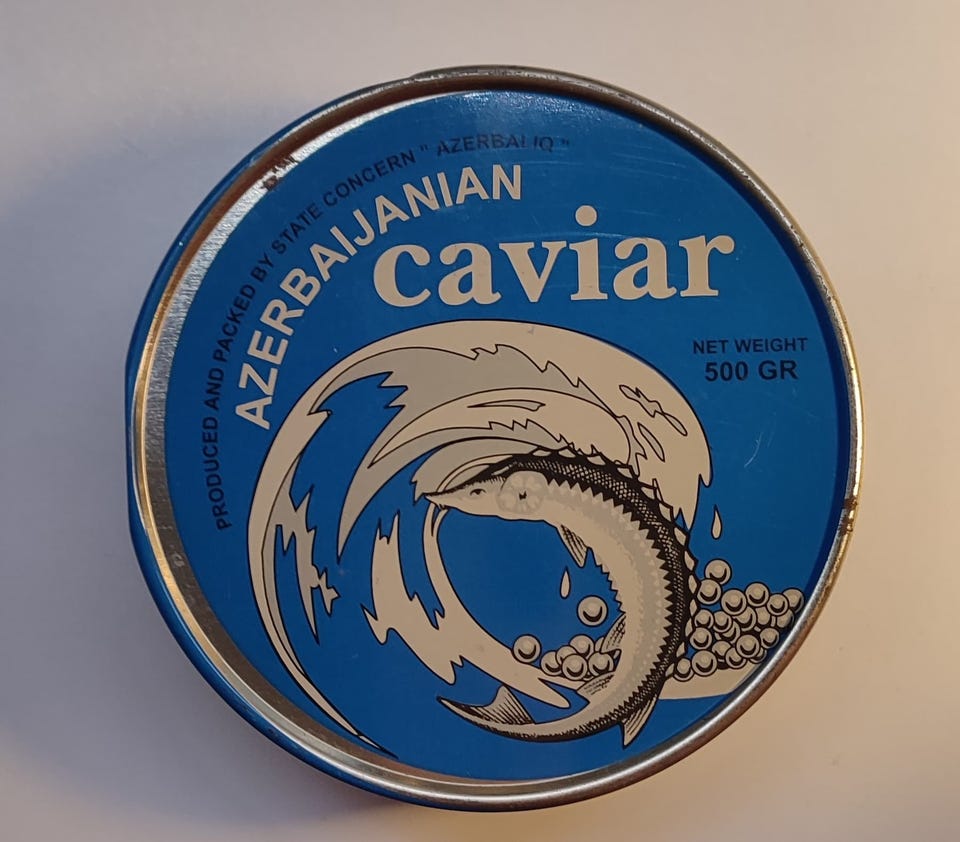 PRODUCED AND PACKED BY STATE CONCERN " AZERBALIQ "
AZERBAIJANIAN
caviar
NET WEIGHT
500 GR